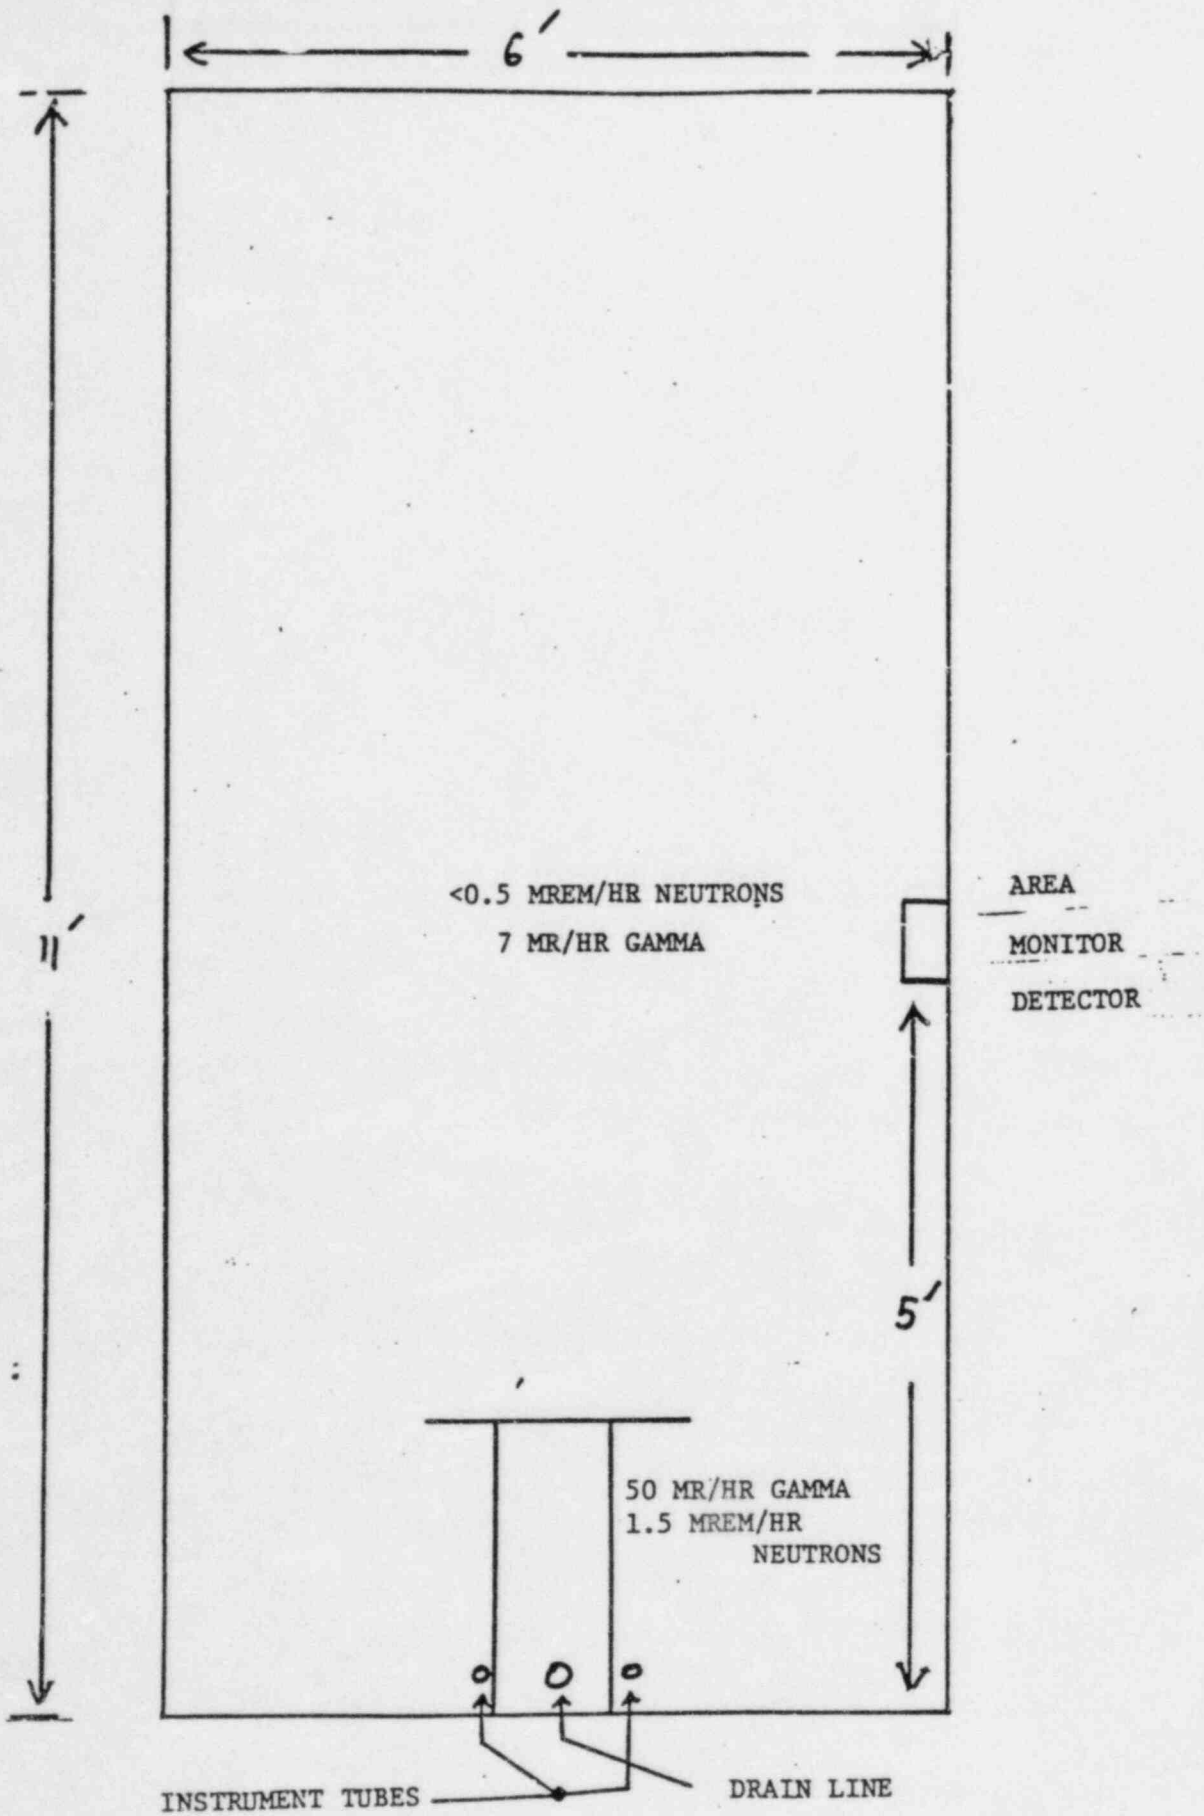 6'
<0.5 MREM/HR NEUTRONS
7 MR/HR GAMMA
AREA
MONITOR
DETECTOR
11'
5'
50 MR/HR GAMMA
1.5 MREM/HR
NEUTRONS
INSTRUMENT TUBES
DRAIN LINE